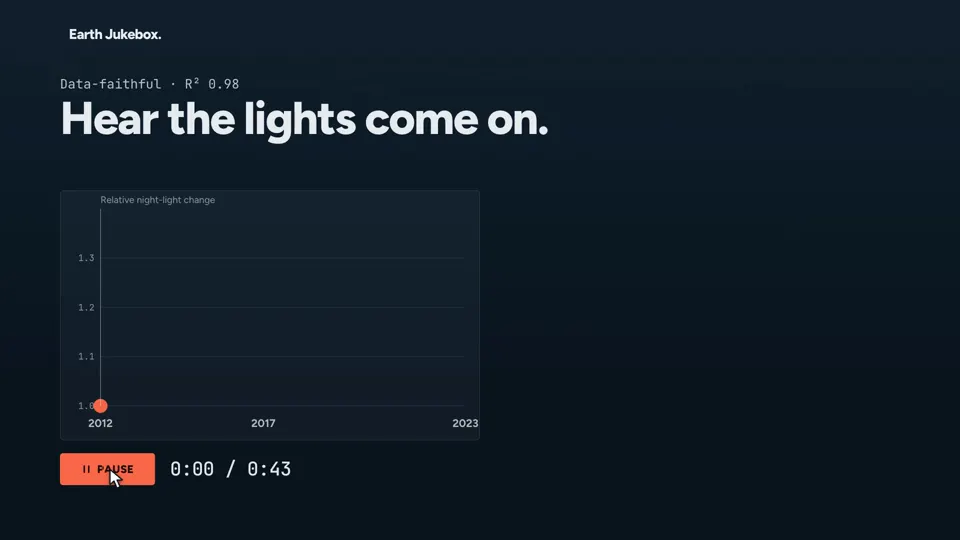 Earth Jukebox.
Data-faithful · R² 0.98
Hear the lights come on.
Relative night-light change
1.3
1.2
1.1
1.0
2012 2017 2023
PAUSE 0:00 / 0:43